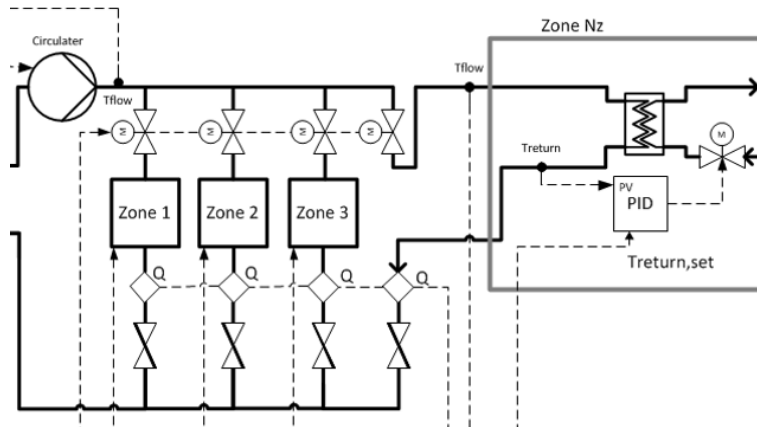 Zone Nz
Circulater
Tflow
Tflow
M
M
M
M
M
Treturn
Zone 1
Zone 2
Zone 3
PV
PID
Treturn,set
Q
Q
Q
Q